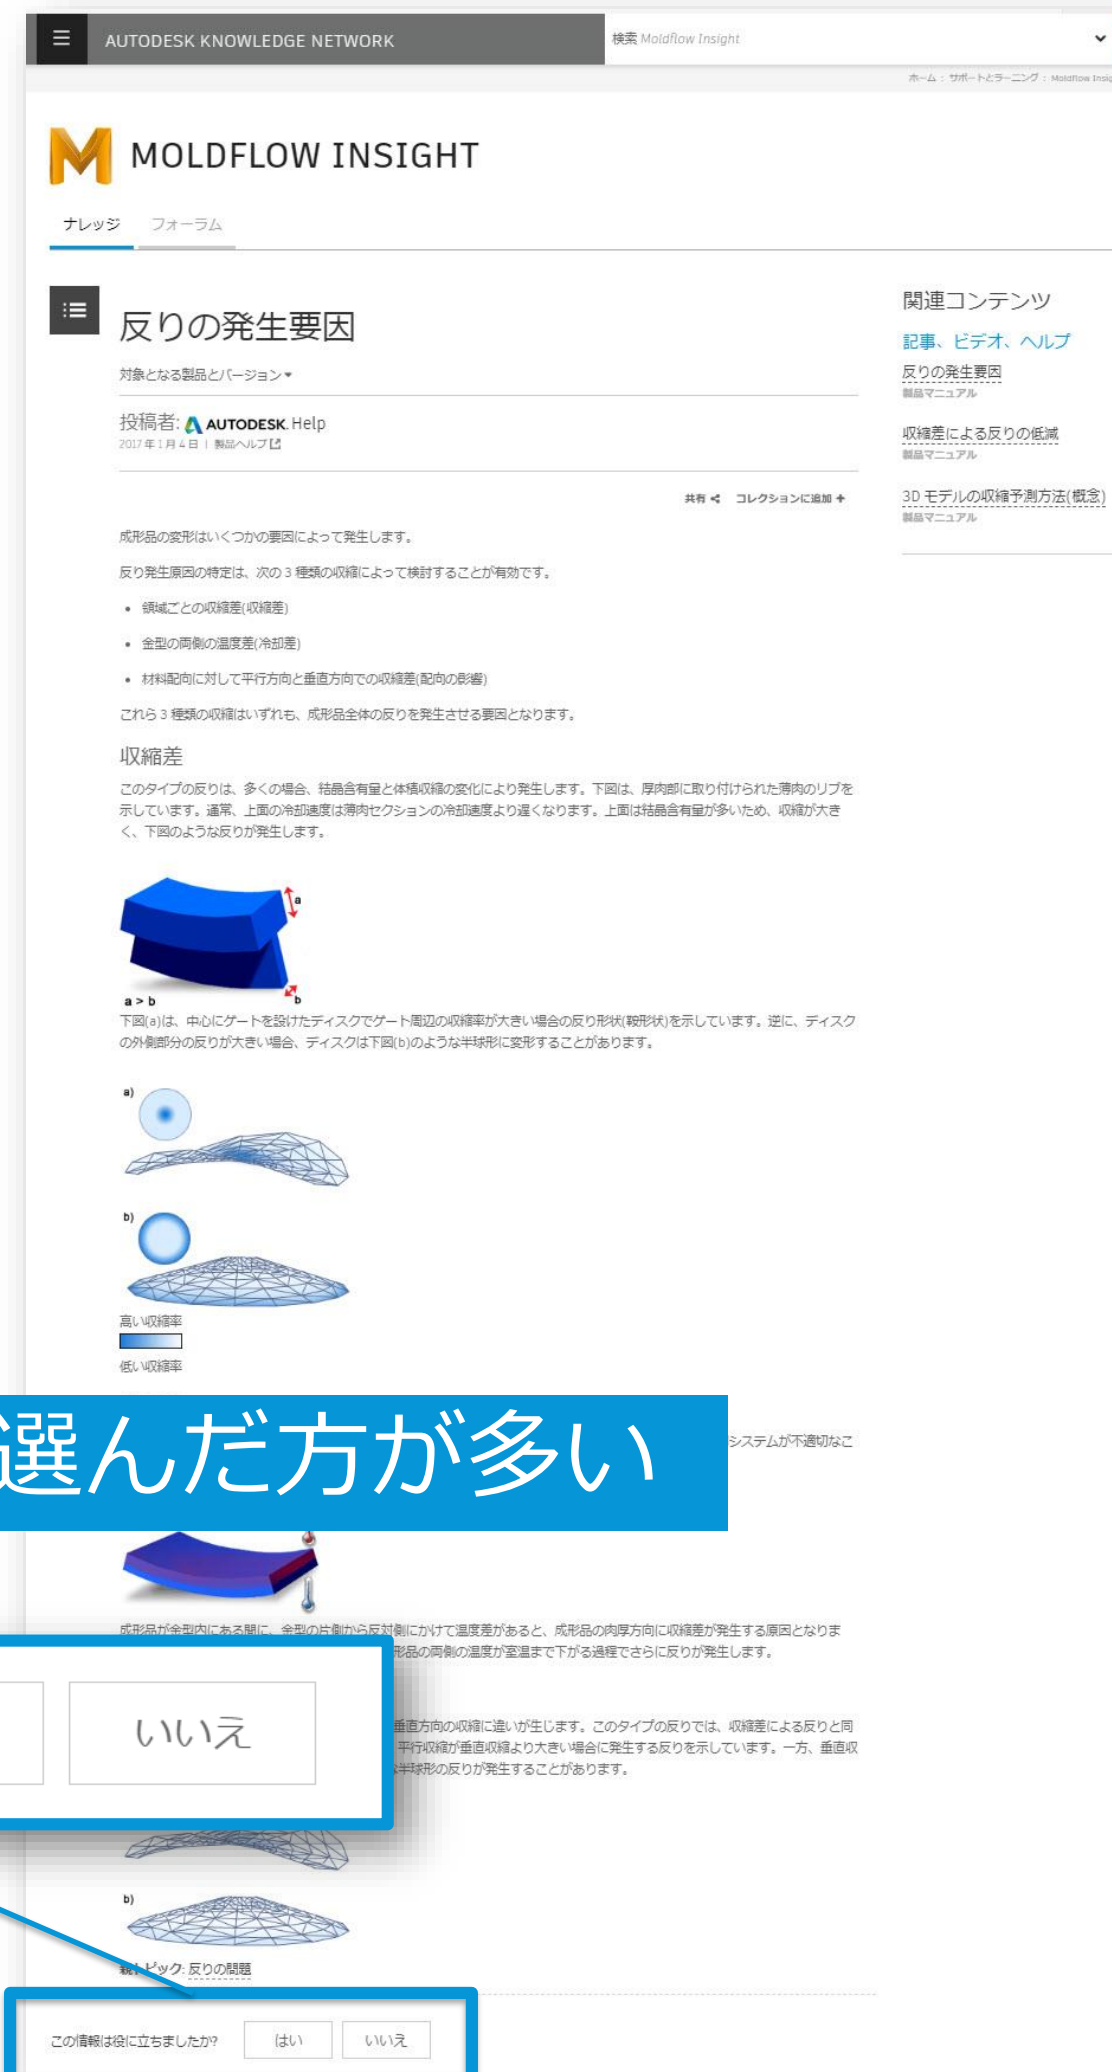 AUTODESK KNOWLEDGE NETWORK
検索 Moldflow Insight
ホーム : サポートとラーニング : Moldflow Insig
MOLDFLOW INSIGHT
ナレッジ フォーラム
反りの発生要因
対象となる製品とバージョン
投稿者: AUTODESK. Help
2017 年 1 月 4 日 | 製品ヘルプ
共有 コレクションに追加 +
成形品の変形はいくつかの要因によって発生します。
反り発生原因の特定は、次の 3 種類の収縮によって検討することが有効です。
• 領域ごとの収縮差(収縮差)
• 金型の両側の温度差(冷却差)
• 材料配向に対して平行方向と垂直方向での収縮差(配向の影響)
これら 3 種類の収縮はいずれも、成形品全体の反りを発生させる要因となります。
収縮差
このタイプの反りは、多くの場合、結晶含有量と体積収縮の変化により発生します。下図は、厚肉部に取り付けられた薄肉のリブを
示しています。通常、上面の冷却速度は薄肉セクションの冷却速度より遅くなります。上面は結晶含有量が多いため、収縮が大き
く、下図のような反りが発生します。
a
a > b
b
下図(a)は、中心にゲートを設けたディスクでゲート周辺の収縮率が大きい場合の反り形状(鞍形状)を示しています。逆に、ディスク
の外側部分の反りが大きい場合、ディスクは下図(b)のような半球形に変形することがあります。
a)
b)
高い収縮率
低い収縮率
選んだ方が多い
システムが不適切なこ
成形品が金型内にある間に、金型の片側から反対側にかけて温度差があると、成形品の肉厚方向に収縮差が発生する原因となりま
形品の両側の温度が室温まで下がる過程でさらに反りが発生します。
いいえ
垂直方向の収縮に違いが生じます。このタイプの反りでは、収縮差による反りと同
平行収縮が垂直収縮より大きい場合に発生する反りを示しています。一方、垂直収
な半球形の反りが発生することがあります。
b)
親トピック: 反りの問題
この情報は役に立ちましたか? はい いいえ
関連コンテンツ
記事、ビデオ、ヘルプ
反りの発生要因
製品マニュアル
収縮差による反りの低減
製品マニュアル
3D モデルの収縮予測方法(概念)
製品マニュアル